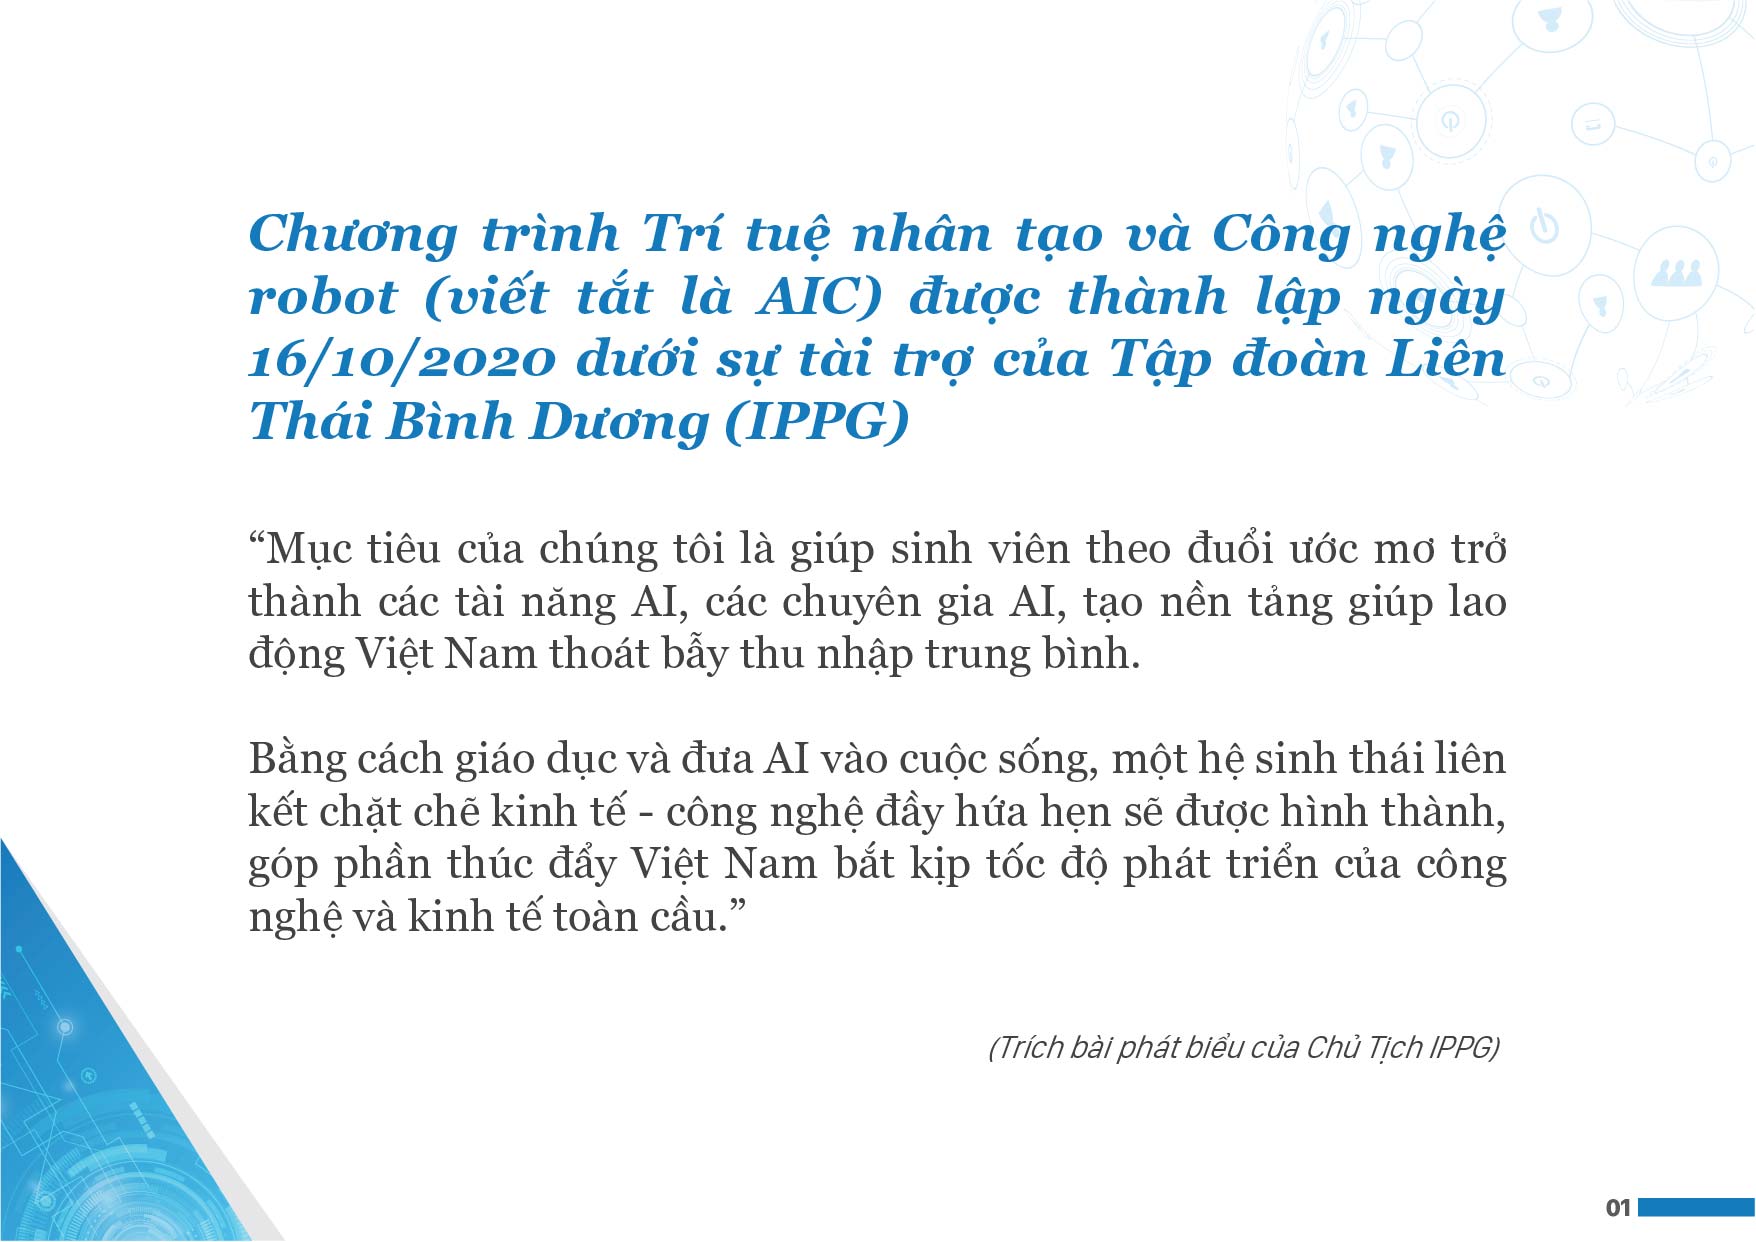 Chương trình Trí tuệ nhân tạo và Công nghệ
robot (viết tắt là AIC) được thành lập ngày
16/10/2020 dưới sự tài trợ của Tập đoàn Liên
Thái Bình Dương (IPPG)
“Mục tiêu của chúng tôi là giúp sinh viên theo đuổi ước mơ trở
thành các tài năng AI, các chuyên gia AI, tạo nền tảng giúp lao
động Việt Nam thoát bẫy thu nhập trung bình.
Bằng cách giáo dục và đưa AI vào cuộc sống, một hệ sinh thái liên
kết chặt chẽ kinh tế - công nghệ đầy hứa hẹn sẽ được hình thành,
góp phần thúc đẩy Việt Nam bắt kịp tốc độ phát triển của công
nghệ và kinh tế toàn cầu.”
(Trích bài phát biểu của Chủ Tịch IPPG)
01